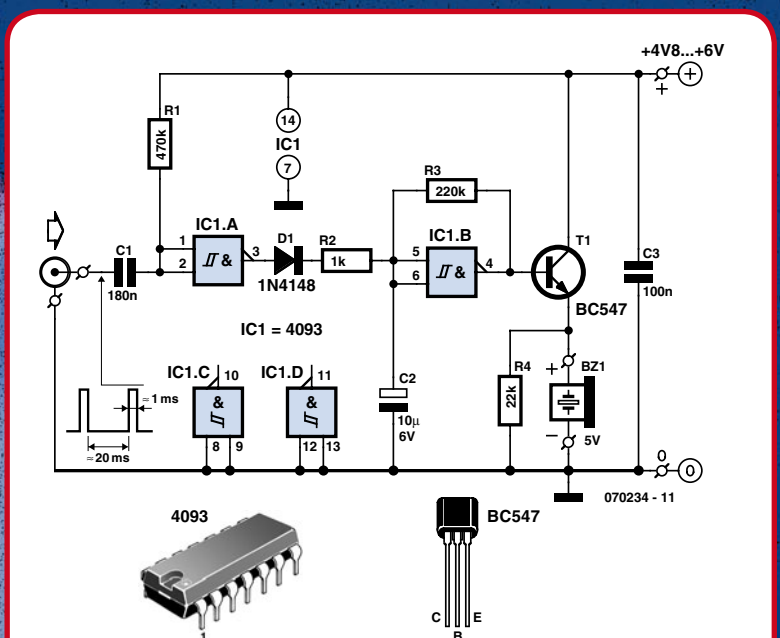 +4V8...+6V
+
+
R1
470k
14
IC1
7
R3
220k
IC1.A
1
2
3
&
D1
1N4148
R2
1k
IC1.B
5
6
4
&
T1
BC547
C1
180n
C3
100n
IC1 = 4093
IC1.C
10
&
8
9
IC1.D
11
&
12
13
≈1 ms
≈20 ms
C2
10µ
6V
R4
22k
+
BZ1
–
5V
0
0
070234 - 11
4093
1
BC547
C
B
E